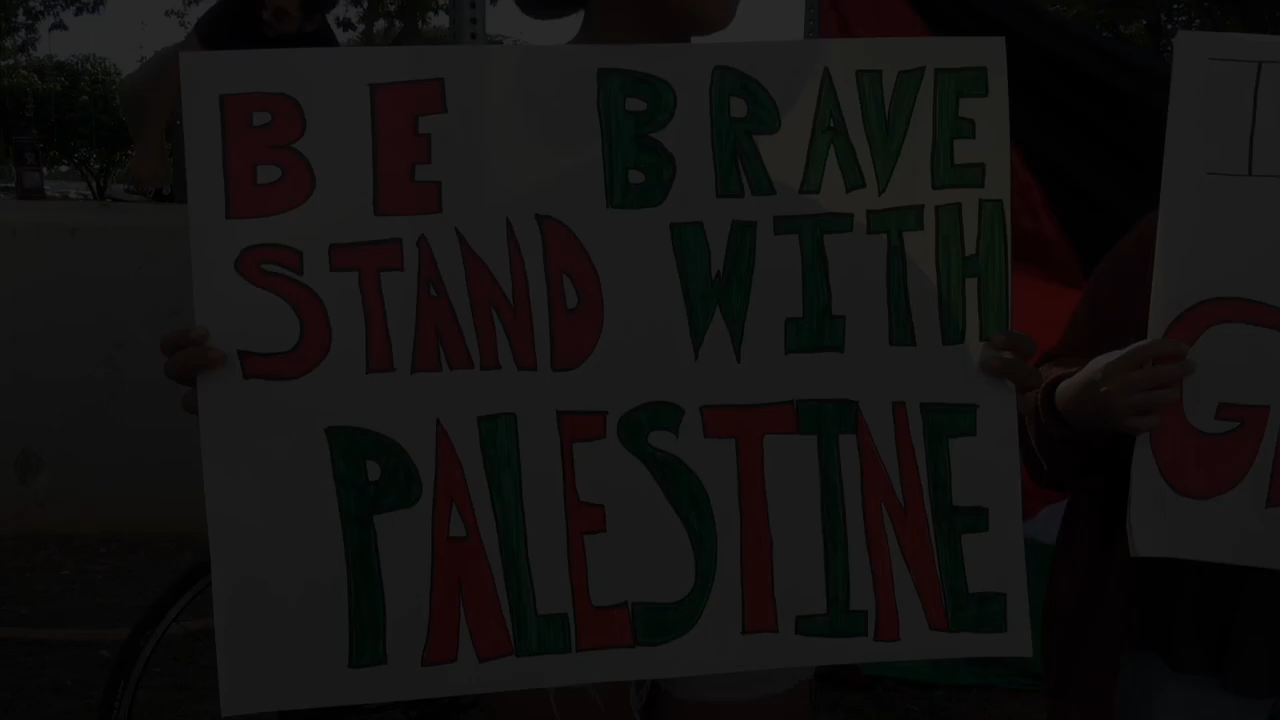 BE BRAVE
STAND WITH
PALESTINE
I
G